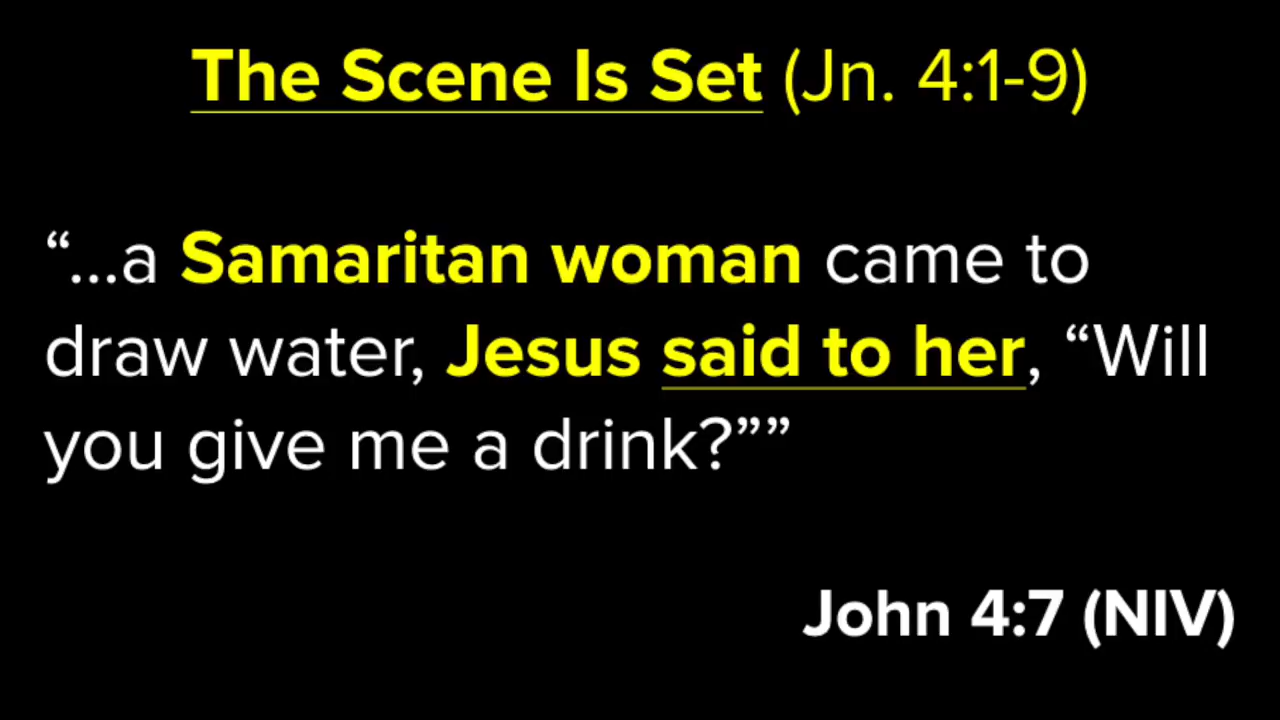 The Scene Is Set (Jn. 4:1-9)
“...a Samaritan woman came to
draw water, Jesus said to her, “Will
you give me a drink?””
John 4:7 (NIV)